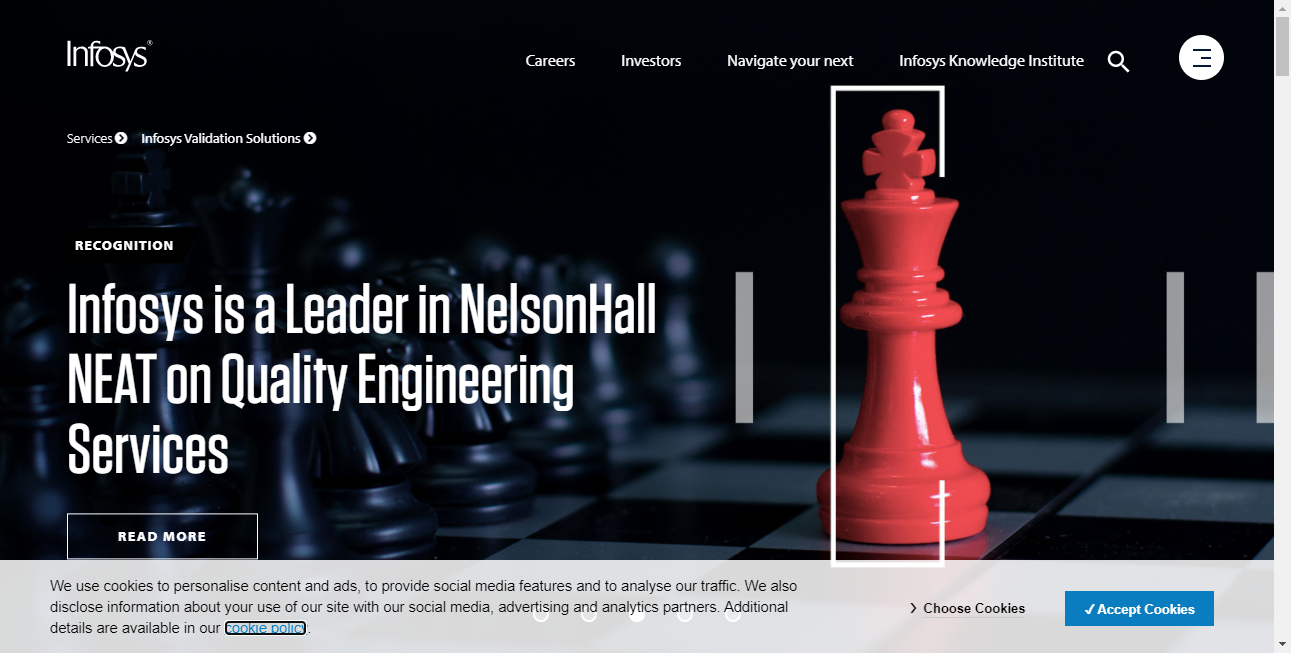 Infosys®
Careers Investors Navigate your next Infosys Knowledge Institute
Services Infosys Validation Solutions
RECOGNITION
Infosys is a Leader in NelsonHall
NEAT on Quality Engineering
Services
READ MORE
We use cookies to personalise content and ads, to provide social media features and to analyse our traffic. We also
disclose information about your use of our site with our social media, advertising and analytics partners. Additional
details are available in our cookie policy.
Choose Cookies
✓Accept Cookies